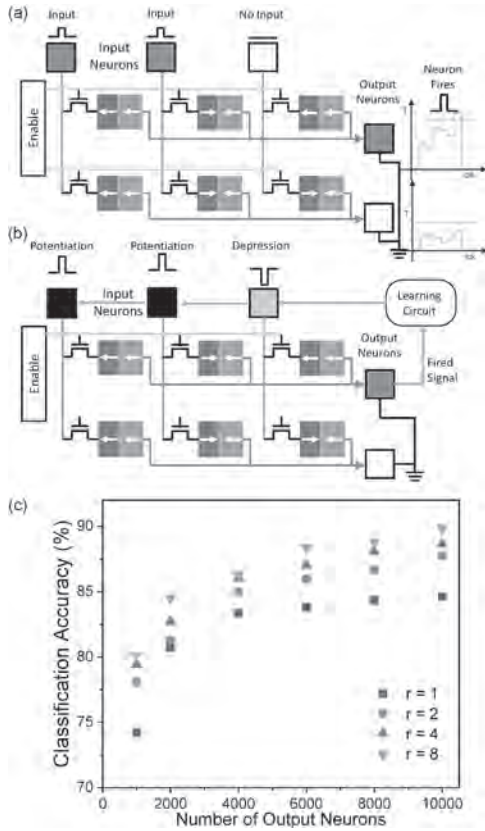 (a)
Input
Input
No Input
Input
Neurons
Output
Neurons
Neuron
Fires
Enable
(b)
Potentiation
Potentiation
Depression
Input
Neurons
Learning
Circuit
Output
Neurons
Fired
Signal
Enable
(c)
Classification Accuracy (%)
90
85
80
75
70
r = 1
r = 2
r = 4
r = 8
0
2000
4000
6000
8000
10000
Number of Output Neurons